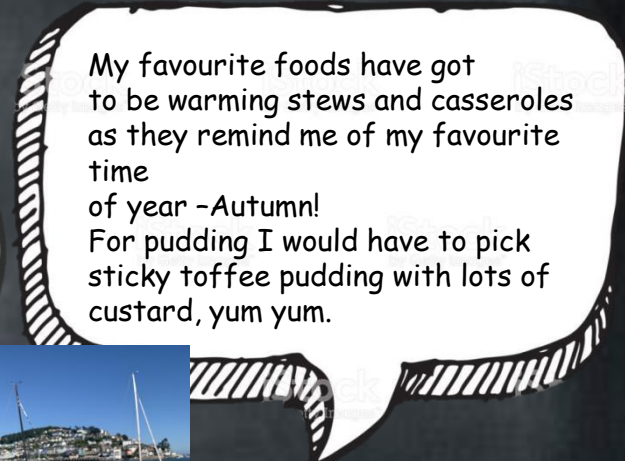 My favourite foods have got
to be warming stews and casseroles
as they remind me of my favourite
time
of year –Autumn!
For pudding I would have to pick
sticky toffee pudding with lots of
custard, yum yum.